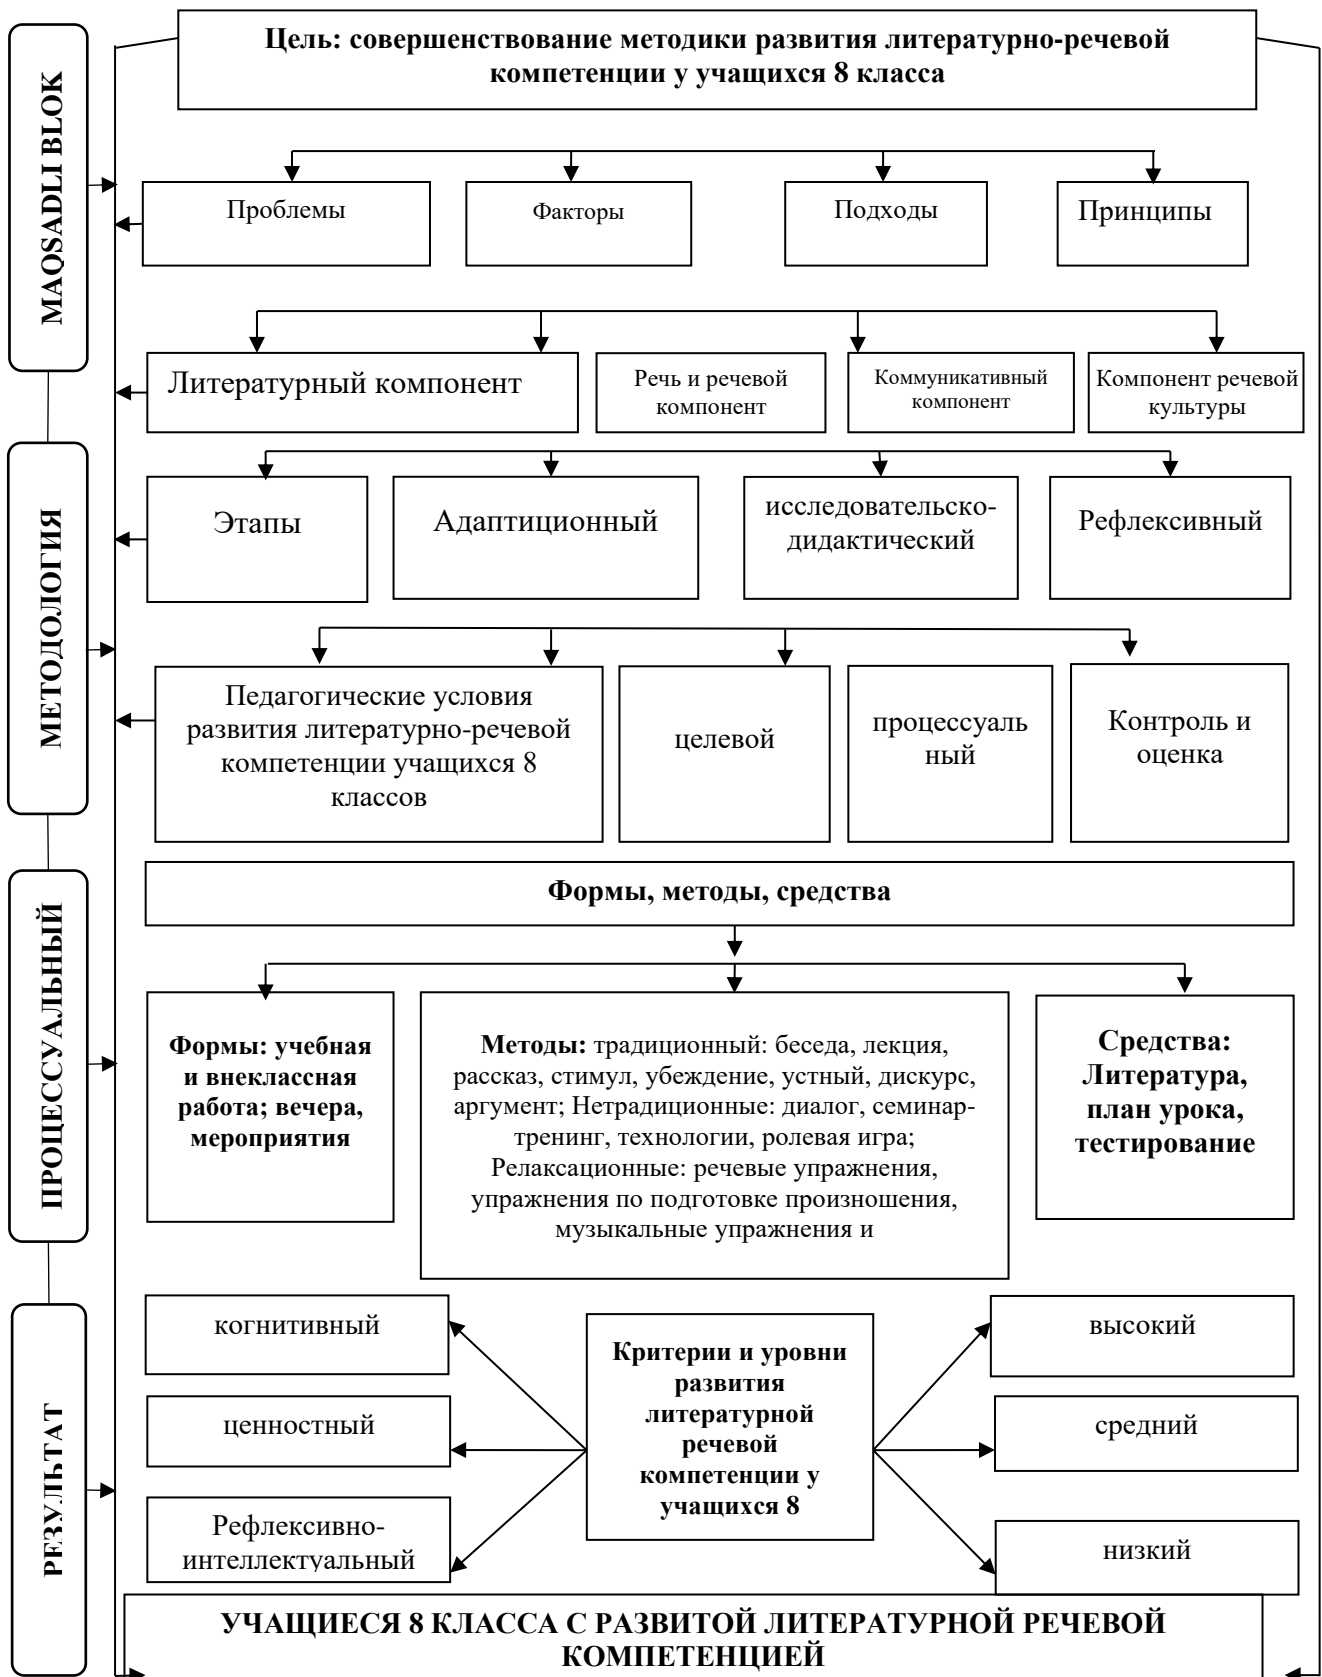 Цель: совершенствование методики развития литературно-речевой
компетенции у учащихся 8 класса
MAQSADLI BLOK
Проблемы
Факторы
Подходы
Принципы
Литературный компонент
Речь и речевой
компонент
Коммуникативный
компонент
Компонент речевой
культуры
МЕТОДОЛОГИЯ
Этапы
Адаптиционный
исследовательско-
дидактический
Рефлексивный
Педагогические условия
развития литературно-речевой
компетенции учащихся 8
классов
целевой
процессуаль
ный
Контроль и
оценка
ПРОЦЕССУАЛЬНЫЙ
Формы, методы, средства
Формы: учебная
и внеклассная
работа; вечера,
мероприятия
Методы: традиционный: беседа, лекция,
рассказ, стимул, убеждение, устный, дискурс,
аргумент; Нетрадиционные: диалог, семинар-
тренинг, технологии, ролевая игра;
Релаксационные: речевые упражнения,
упражнения по подготовке произношения,
музыкальные упражнения и
Средства:
Литература,
план урока,
тестирование
РЕЗУЛЬТАТ
когнитивный
ценностный
Рефлексивно-
интеллектуальный
Критерии и уровни
развития
литературной
речевой
компетенции у
учащихся 8
высокий
средний
низкий
УЧАЩИЕСЯ 8 КЛАССА С РАЗВИТОЙ ЛИТЕРАТУРНОЙ РЕЧЕВОЙ
КОМПЕТЕНЦИЕЙ